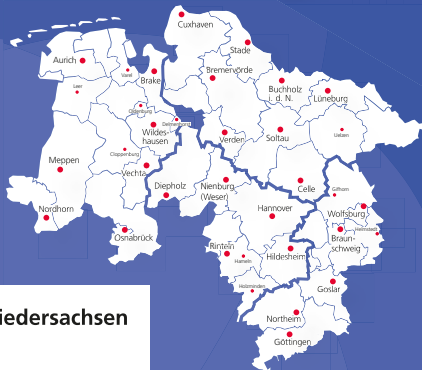 Cuxhaven
Stade
Aurich
Varel
Brake
Bremervörde
Leer
Buchholz
i. d. N.
Lüneburg
Oldenburg
Delmenhorst
Wildes-
hausen
Verden
Soltau
Uelzen
Cloppenburg
Meppen
Vechta
Diepholz
Nienburg
(Weser)
Celle
Gifhorn
Nordhorn
Hannover
Wolfsburg
Osnabrück
Helmstedt
Braun-
schweig
Rinteln
Hameln
Hildesheim
Holzminden
Goslar
iedersachsen
Northeim
Göttingen